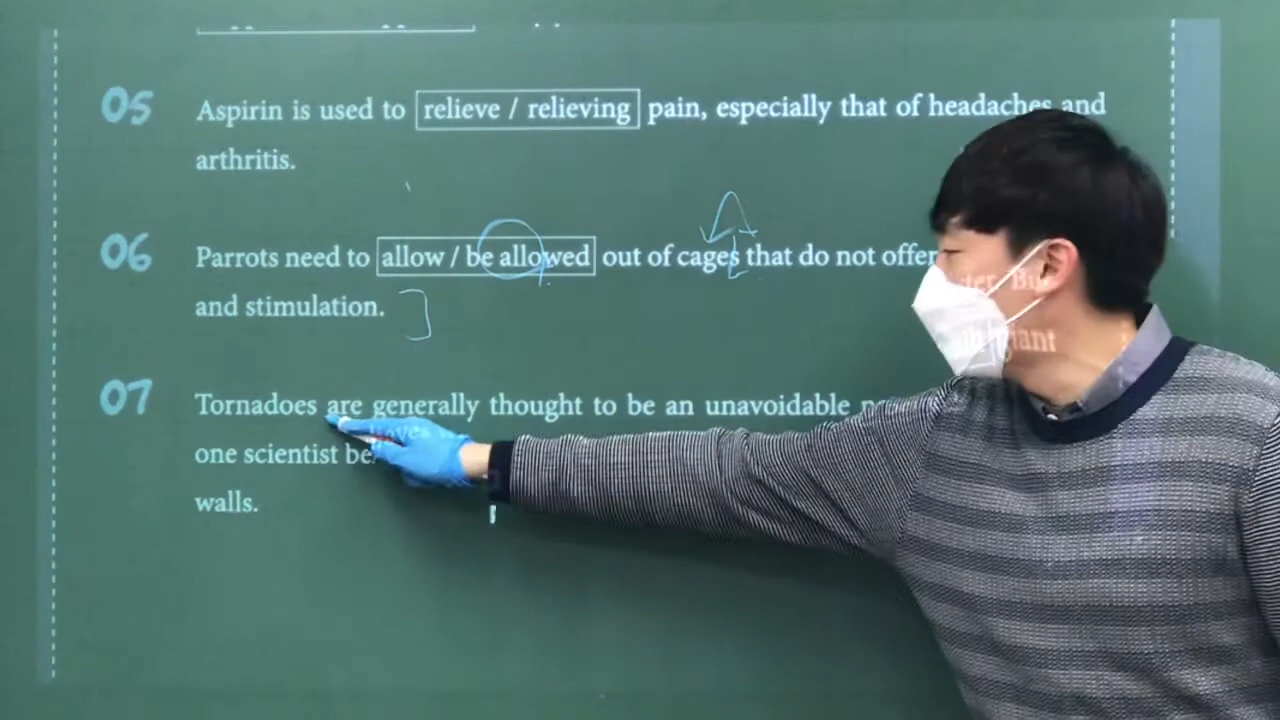 05 Aspirin is used to relieve / relieving pain, especially that of headaches and
arthritis.
06 Parrots need to allow / be allowed out of cages that do not offer
and stimulation.
07 Tornadoes are generally thought to be an unavoidable
one scientist
walls.